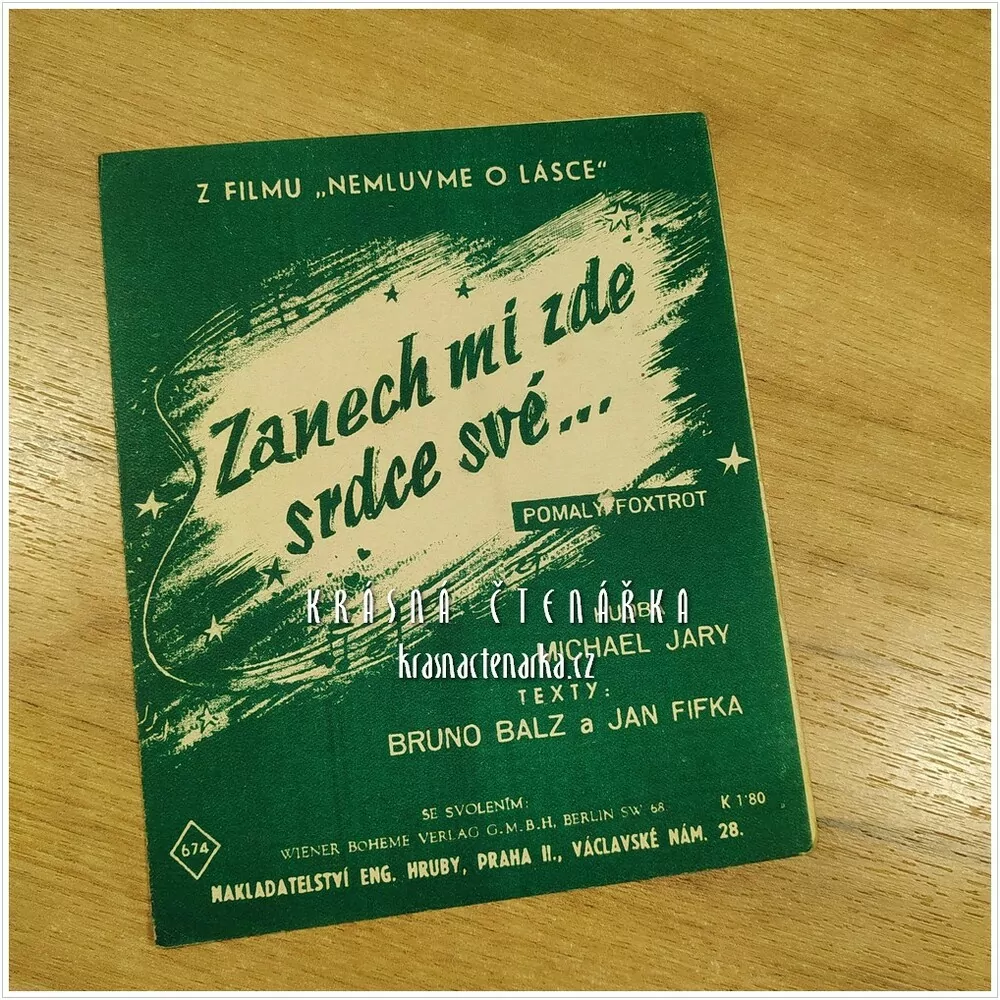 Z FILMU „NEMLUVME O LÁSCE“
Zanech mi zde
srdce své...
POMALÝ FOXTROT
KRÁSNÁ ČTENÁŘKA
HUDBA
MICHAEL JARY
krasnactenarka.cz
TEXTY:
BRUNO BALZ a JAN FIFKA
SE SVOLENÍM:
WIENER BOHEME VERLAG G.M.B.H, BERLIN SW 68.
K 1'80
674
NAKLADATELSTVÍ ENG. HRUBY, PRAHA II., VÁCLAVSKÉ NÁM. 28.